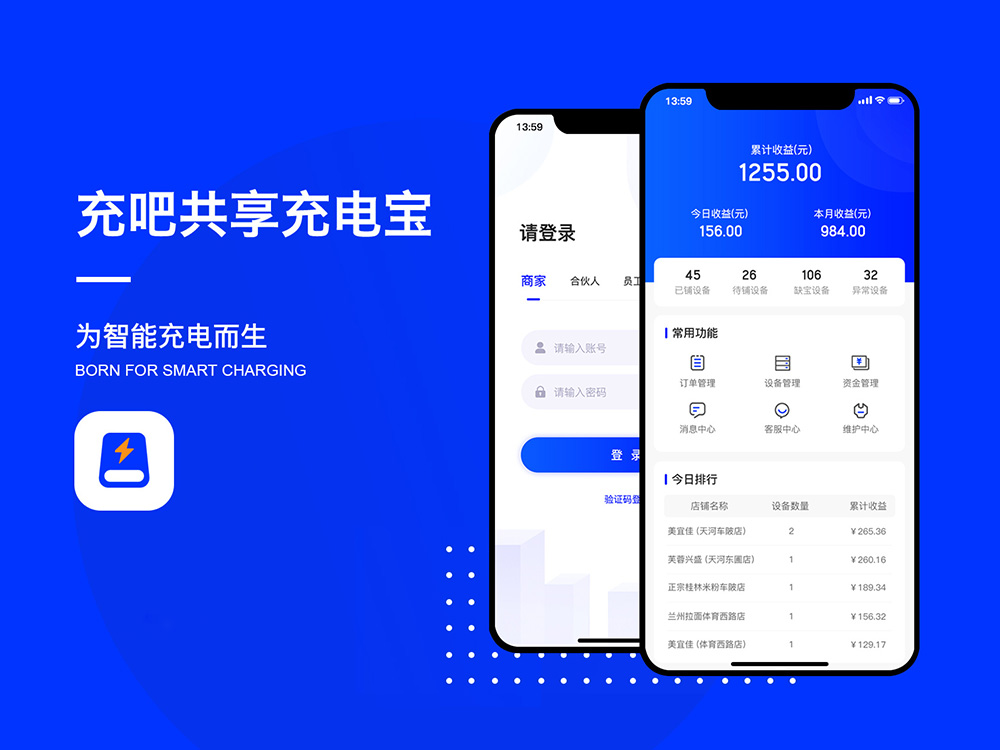 充吧共享充电宝
为智能充电而生
BORN FOR SMART CHARGING
13:59
请登录
商家 合伙人 员工
请输入账号
请输入密码
登 录
验证码登
13:59
累计收益(元)
1255.00
今日收益(元) 本月收益(元)
156.00 984.00
45 26 106 32
已铺设备 待铺设备 缺宝设备 异常设备
常用功能
订单管理 设备管理 资金管理
消息中心 客服中心 维护中心
今日排行
店铺名称 设备数量 累计收益
美宜佳 (天河车陂店) 2 ¥265.36
芙蓉兴盛 (天河东圃店) 1 ¥260.16
正宗桂林米粉车陂店 1 ¥189.34
兰州拉面体育西路店 1 ¥156.32
美宜佳 (体育西路店) 1 ¥129.17